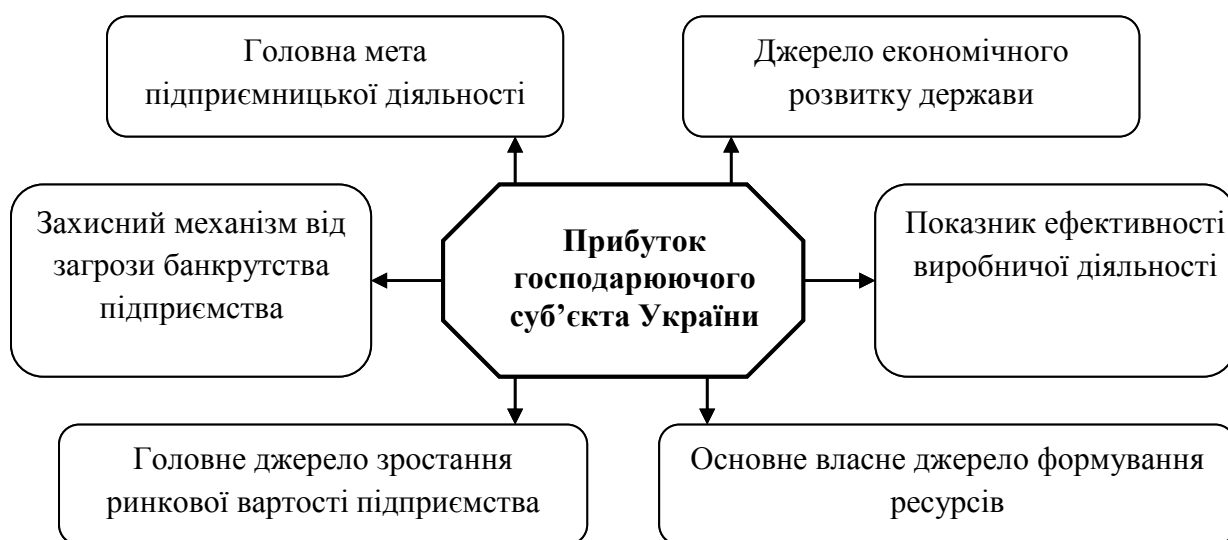 Головна мета
підприємницької діяльності
Джерело економічного
розвитку держави
Захисний механізм від
загрози банкрутства
підприємства
Прибуток
господарюючого
суб’єкта України
Показник ефективності
виробничої діяльності
Головне джерело зростання
ринкової вартості підприємства
Основне власне джерело формування
ресурсів